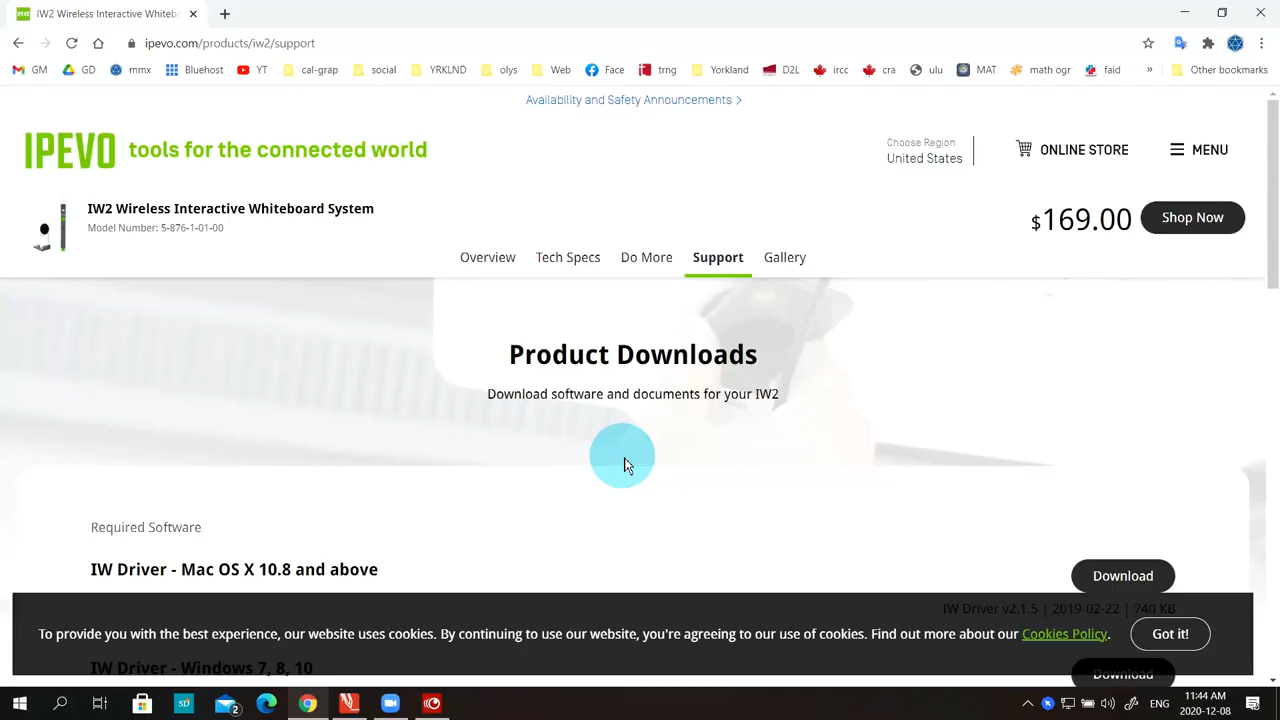 IW2 Wireless Interactive Whiteb
ipevo.com/products/iw2/support
GM GD mmx Bluehost YT cal-grap social YRKLND olys Web Face trng Yorkland D2L ircc cra ulu MAT math ogr faid » Other bookmarks
Availability and Safety Announcements >
IPEVO tools for the connected world
Choose Region
United States
ONLINE STORE
MENU
IW2 Wireless Interactive Whiteboard System
Model Number: 5-876-1-01-00
$169.00
Shop Now
Overview Tech Specs Do More Support Gallery
Product Downloads
Download software and documents for your IW2
Required Software
IW Driver - Mac OS X 10.8 and above
Download
IW Driver v2.1.5 | 2019-02-22 | 740 KB
To provide you with the best experience, our website uses cookies. By continuing to use our website, you're agreeing to our use of cookies. Find out more about our Cookies Policy.
Got it!
IW Driver - Windows 7, 8, 10
Download
SD
2
ENG
11:44 AM
2020-12-08